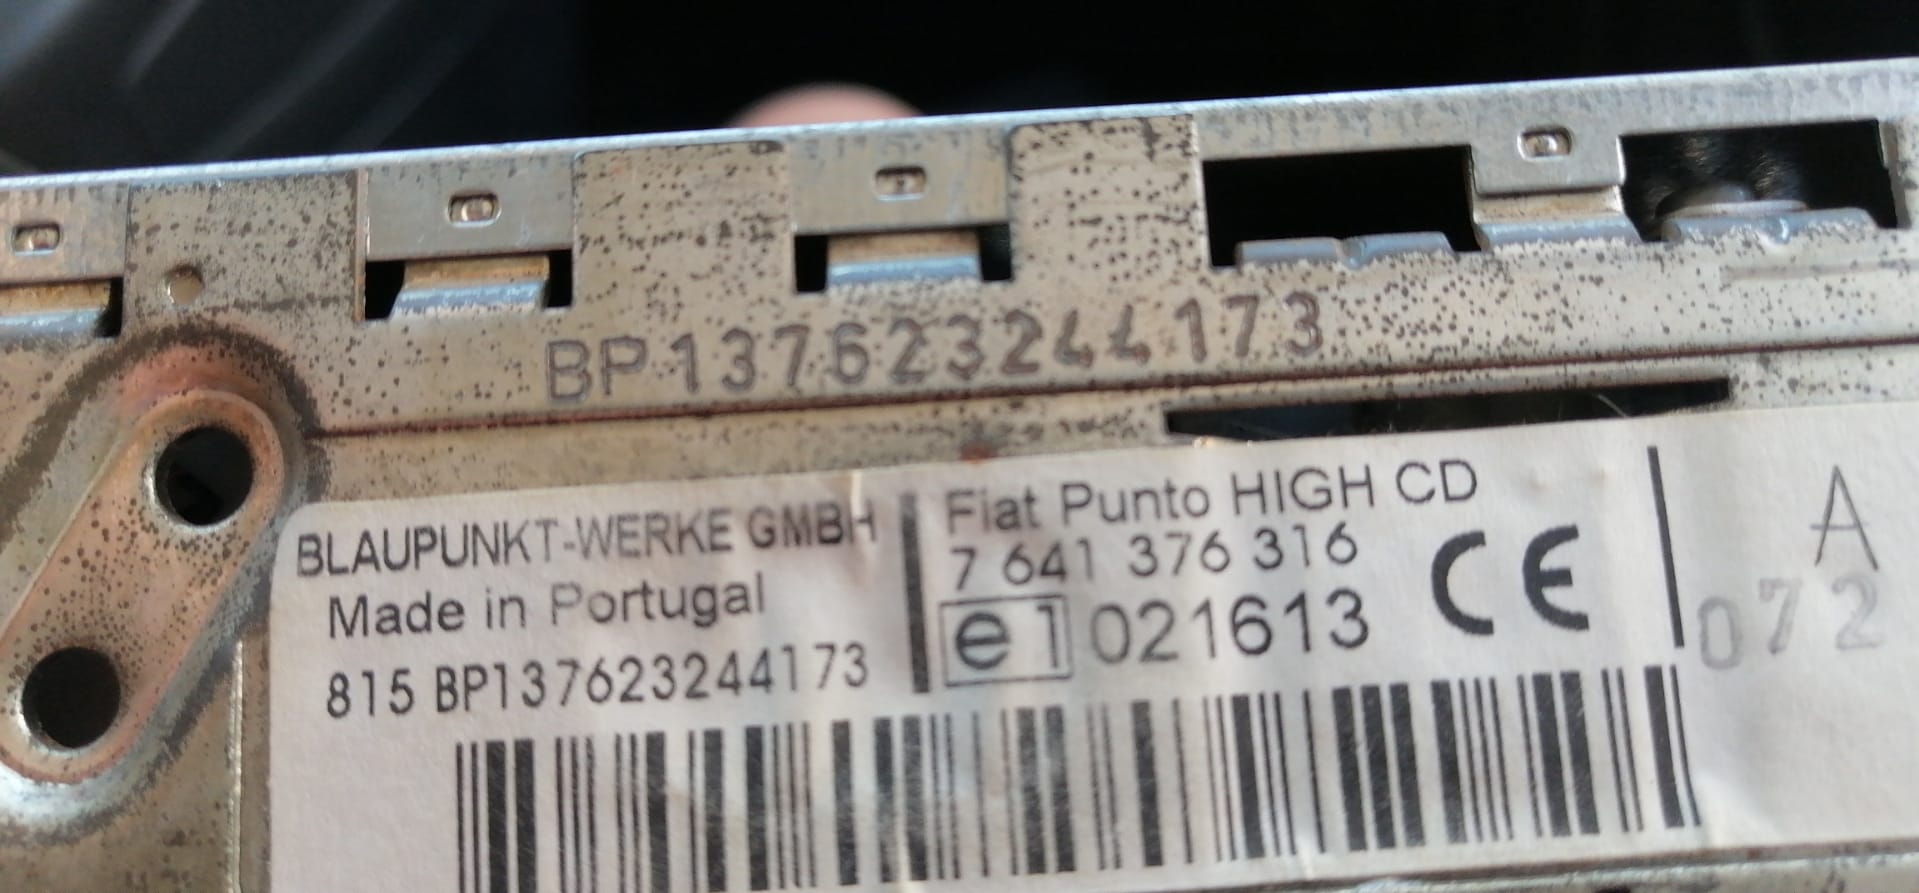 BP137623244173
BLAUPUNKT-WERKE GMBH
Made in Portugal
815 BP137623244173
Fiat Punto HIGH CD
7 641 376 316
e1 021613 CE
A
072